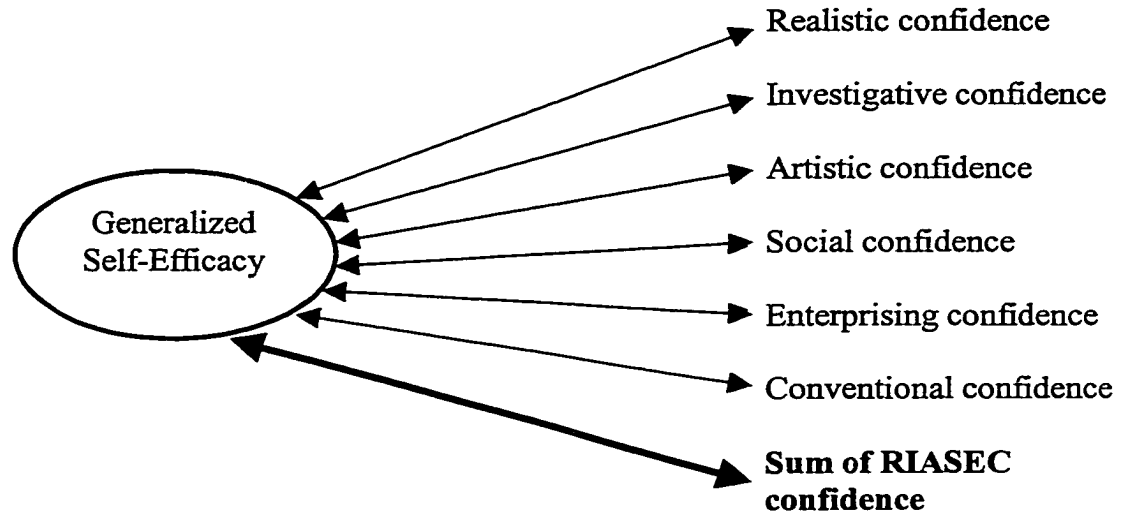 Realistic confidence
Investigative confidence
Artistic confidence
Generalized
Self-Efficacy
Social confidence
Enterprising confidence
Conventional confidence
Sum of RIASEC
confidence